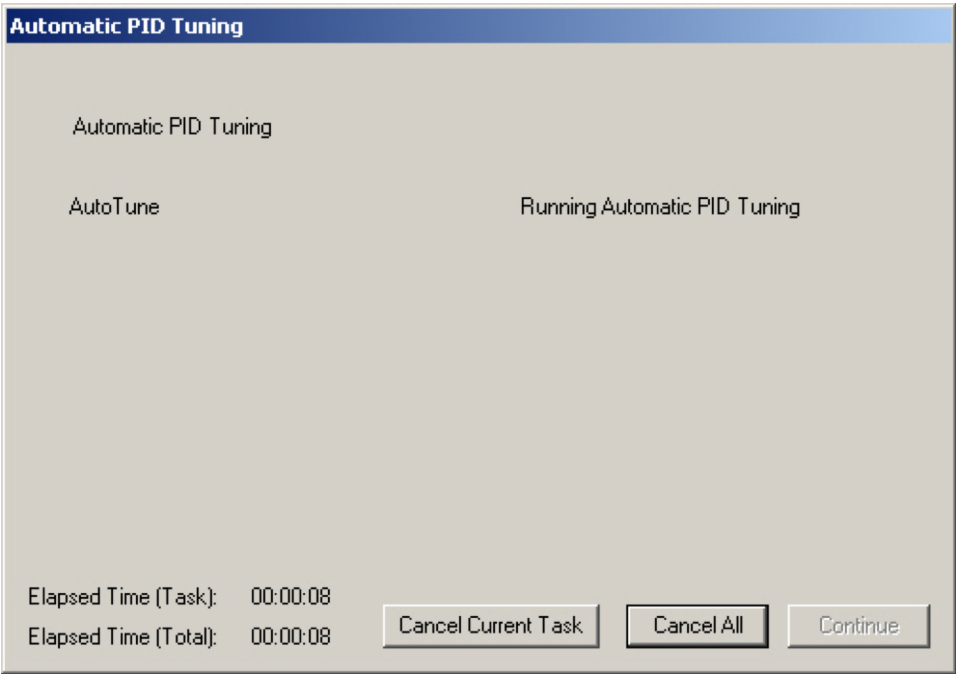 Automatic PID Tuning
Automatic PID Tuning
AutoTune Running Automatic PID Tuning
Elapsed Time (Task): 00:00:08
Elapsed Time (Total): 00:00:08
Cancel Current Task Cancel All Continue